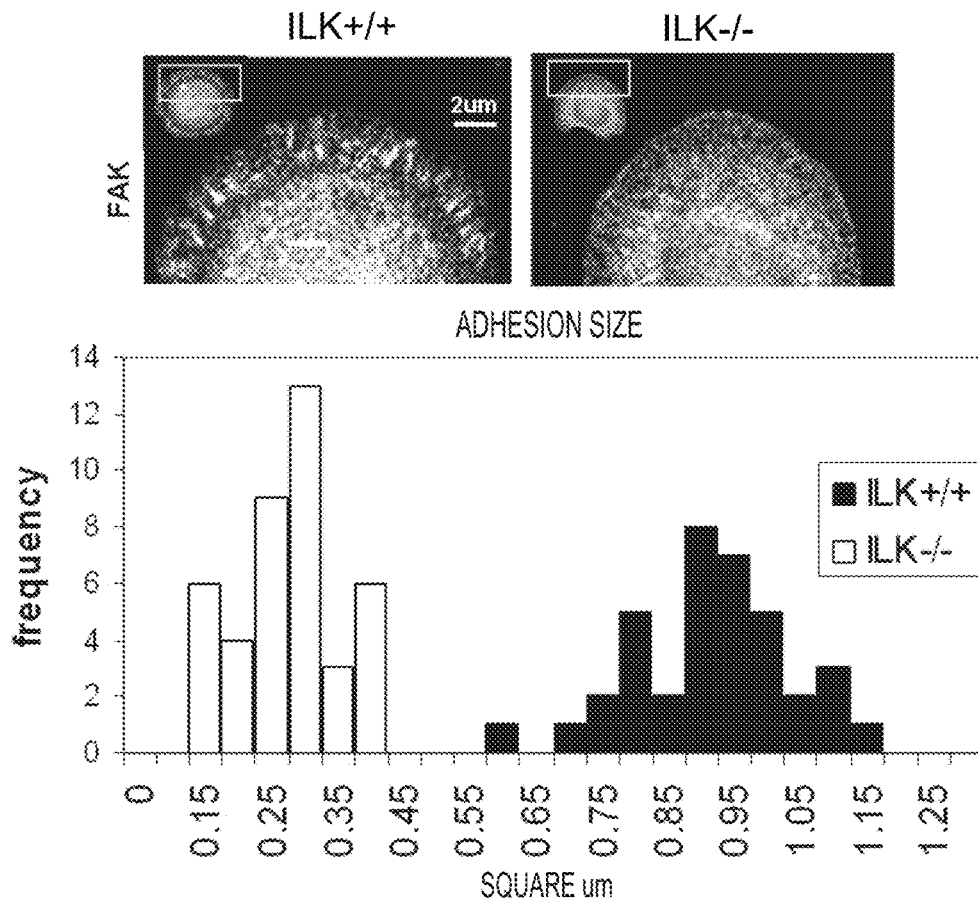 ILK+/+
ILK-/-
FAK
2um
ADHESION SIZE
frequency
14
12
10
8
6
4
2
0
ILK+/+
ILK-/-
0 0.15 0.25 0.35 0.45 0.55 0.65 0.75 0.85 0.95 1.05 1.15 1.25
SQUARE um